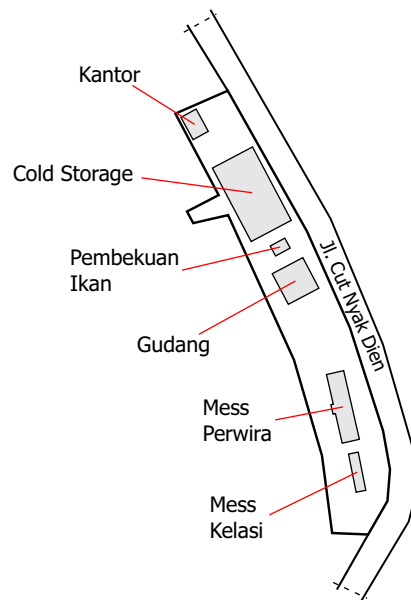 Kantor
Cold Storage
Pembekuan
Ikan
Jl. Cut Nyak Dien
Gudang
Mess
Perwira
Mess
Kelasi